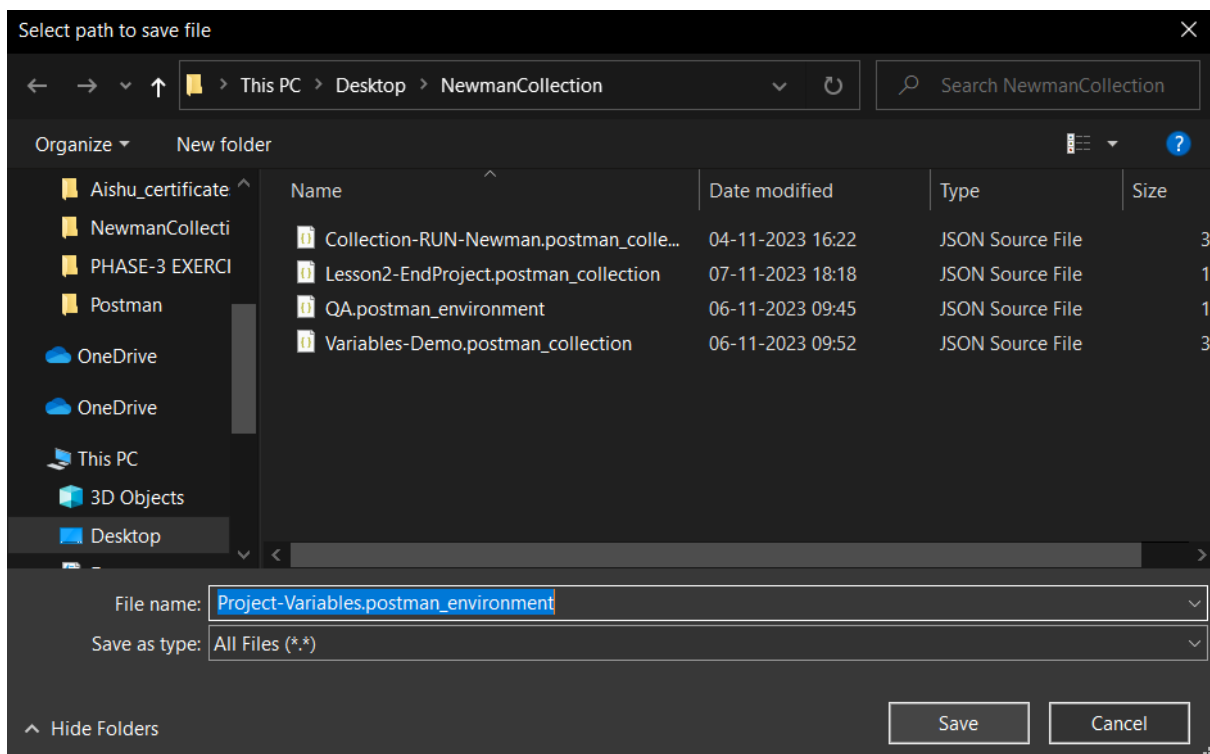 Select path to save file
This PC > Desktop > NewmanCollection
Search NewmanCollection
Organize
New folder
Name
Date modified
Type
Size
Aishu_certificate
NewmanCollecti
PHASE-3 EXERCI
Postman
OneDrive
OneDrive
This PC
3D Objects
Desktop
Collection-RUN-Newman.postman_colle... 04-11-2023 16:22 JSON Source File 3
Lesson2-EndProject.postman_collection 07-11-2023 18:18 JSON Source File 1
QA.postman_environment 06-11-2023 09:45 JSON Source File 1
Variables-Demo.postman_collection 06-11-2023 09:52 JSON Source File 3
File name: Project-Variables.postman_environment
Save as type: All Files (*.*)
Hide Folders
Save
Cancel